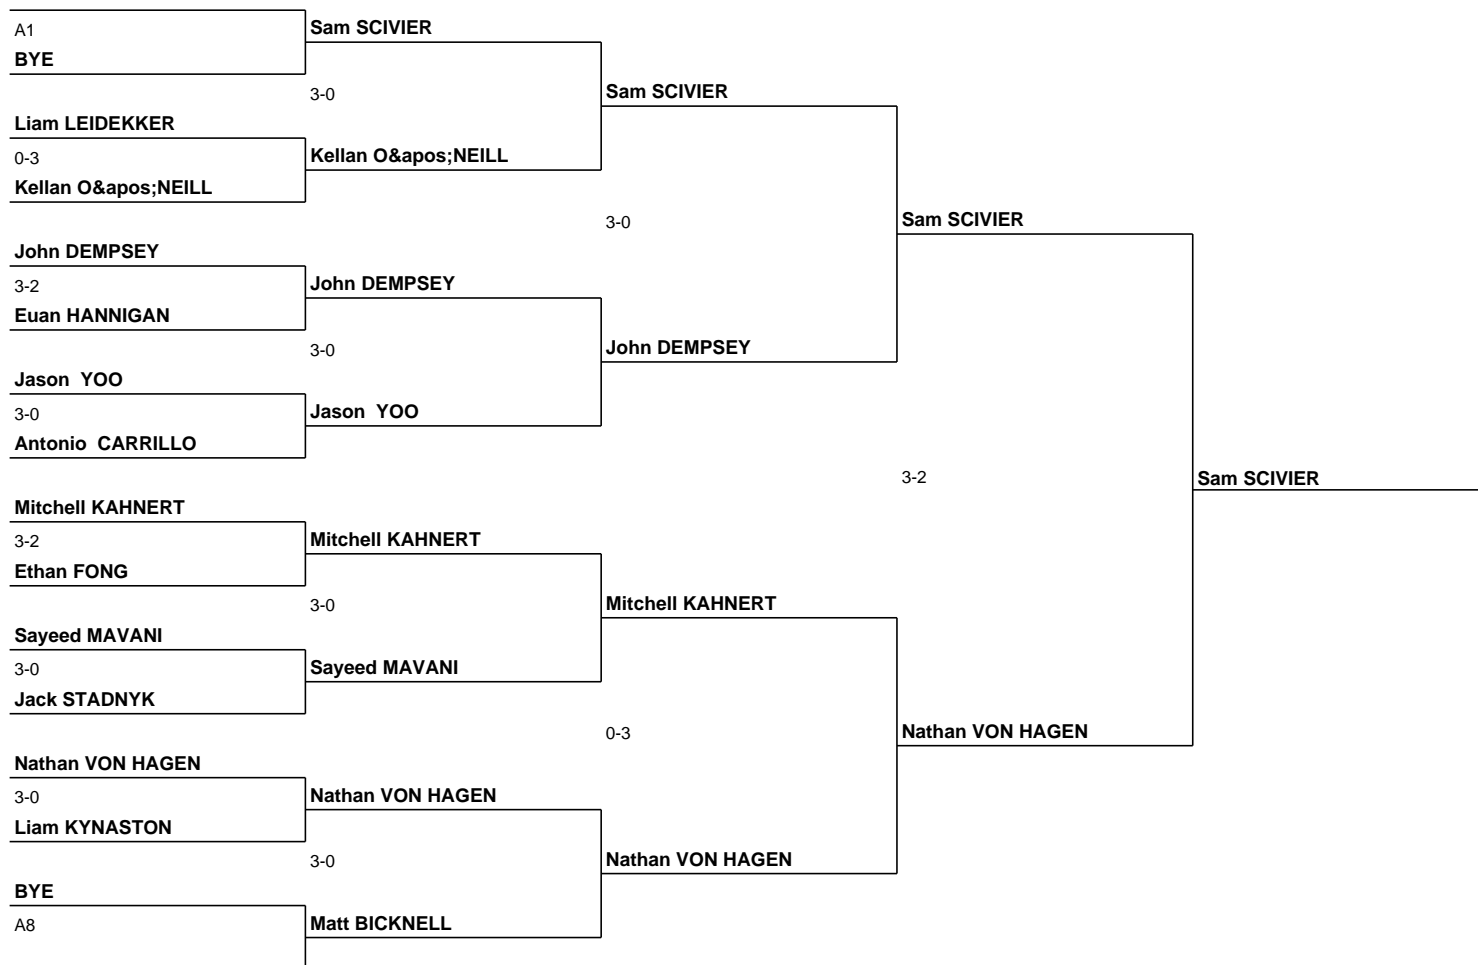 A1
BYE
Liam LEIDEKKER
0-3
Kellan O&apos;NEILL
John DEMPSEY
3-2
Euan HANNIGAN
Jason  YOO
3-0
Antonio  CARRILLO
Mitchell KAHNERT
3-2
Ethan FONG
Sayeed MAVANI
3-0
Jack STADNYK
Nathan VON HAGEN
3-0
Liam KYNASTON
BYE
A8
Sam SCIVIER
3-0
Kellan O&apos;NEILL
John DEMPSEY
3-0
Jason  YOO
Mitchell KAHNERT
3-0
Sayeed MAVANI
Nathan VON HAGEN
3-0
Matt BICKNELL
Sam SCIVIER
3-0
John DEMPSEY
Mitchell KAHNERT
0-3
Nathan VON HAGEN
Sam SCIVIER
3-2
Nathan VON HAGEN
Sam SCIVIER